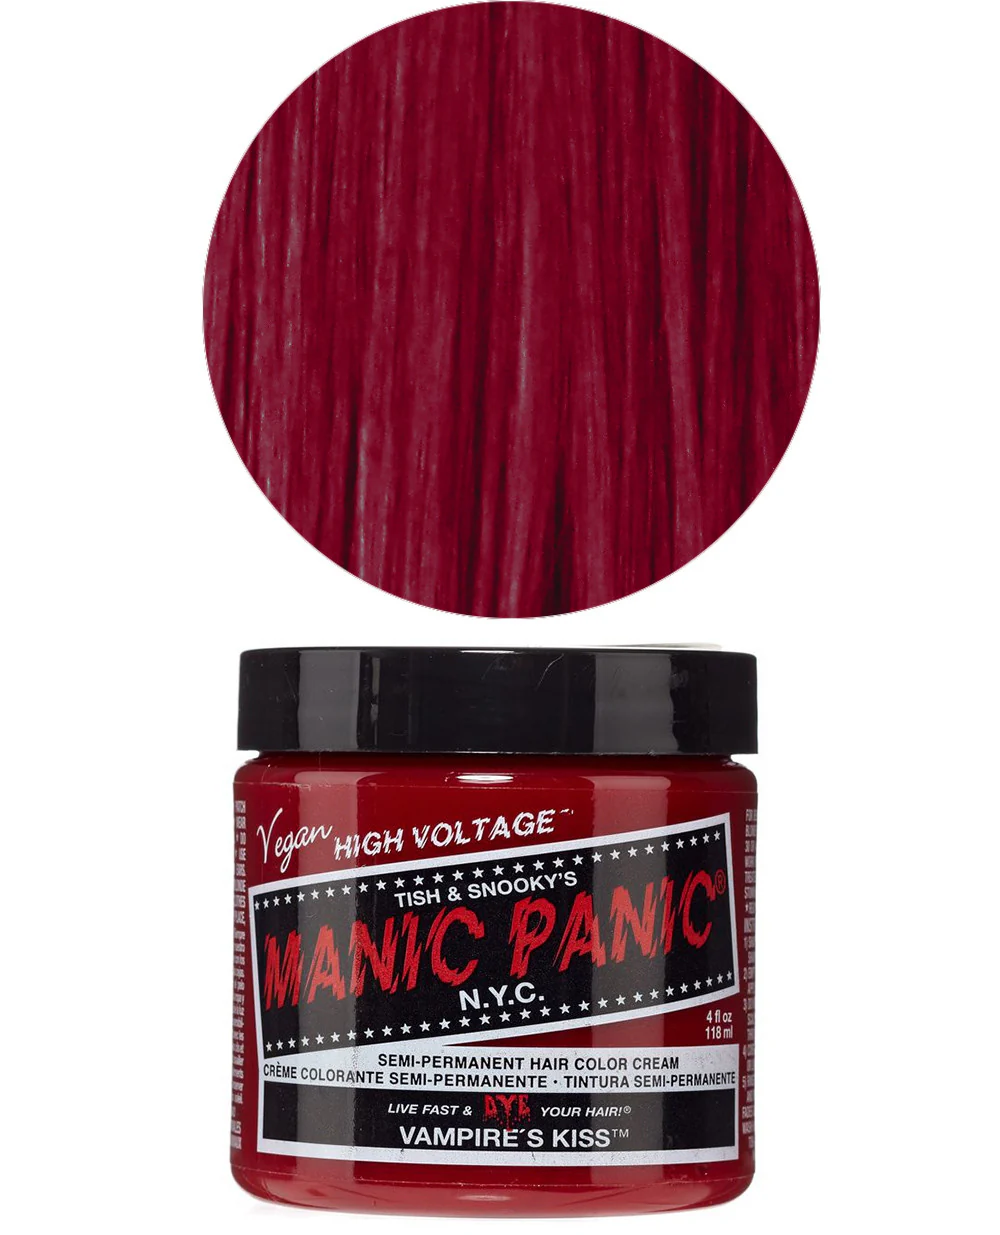 Vegan HIGH VOLTAGE™
TISH & SNOOKY'S
MANIC PANIC®
N.Y.C.
4 fl oz
118 ml
SEMI-PERMANENT HAIR COLOR CREAM
CRÈME COLORANTE SEMI-PERMANENTE · TINTURA SEMI-PERMANENTE
LIVE FAST & DYE YOUR HAIR!®
VAMPIRE´S KISS™